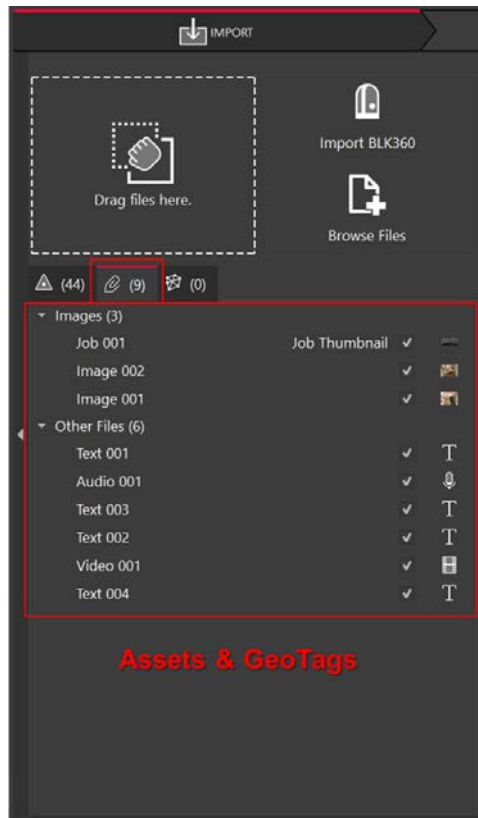 IMPORT
Drag files here.
Import BLK360
Browse Files
(44) (9) (0)
Images (3)
Job 001 Job Thumbnail
Image 002
Image 001
Other Files (6)
Text 001 T
Audio 001
Text 003 T
Text 002 T
Video 001
Text 004 T
Assets & GeoTags